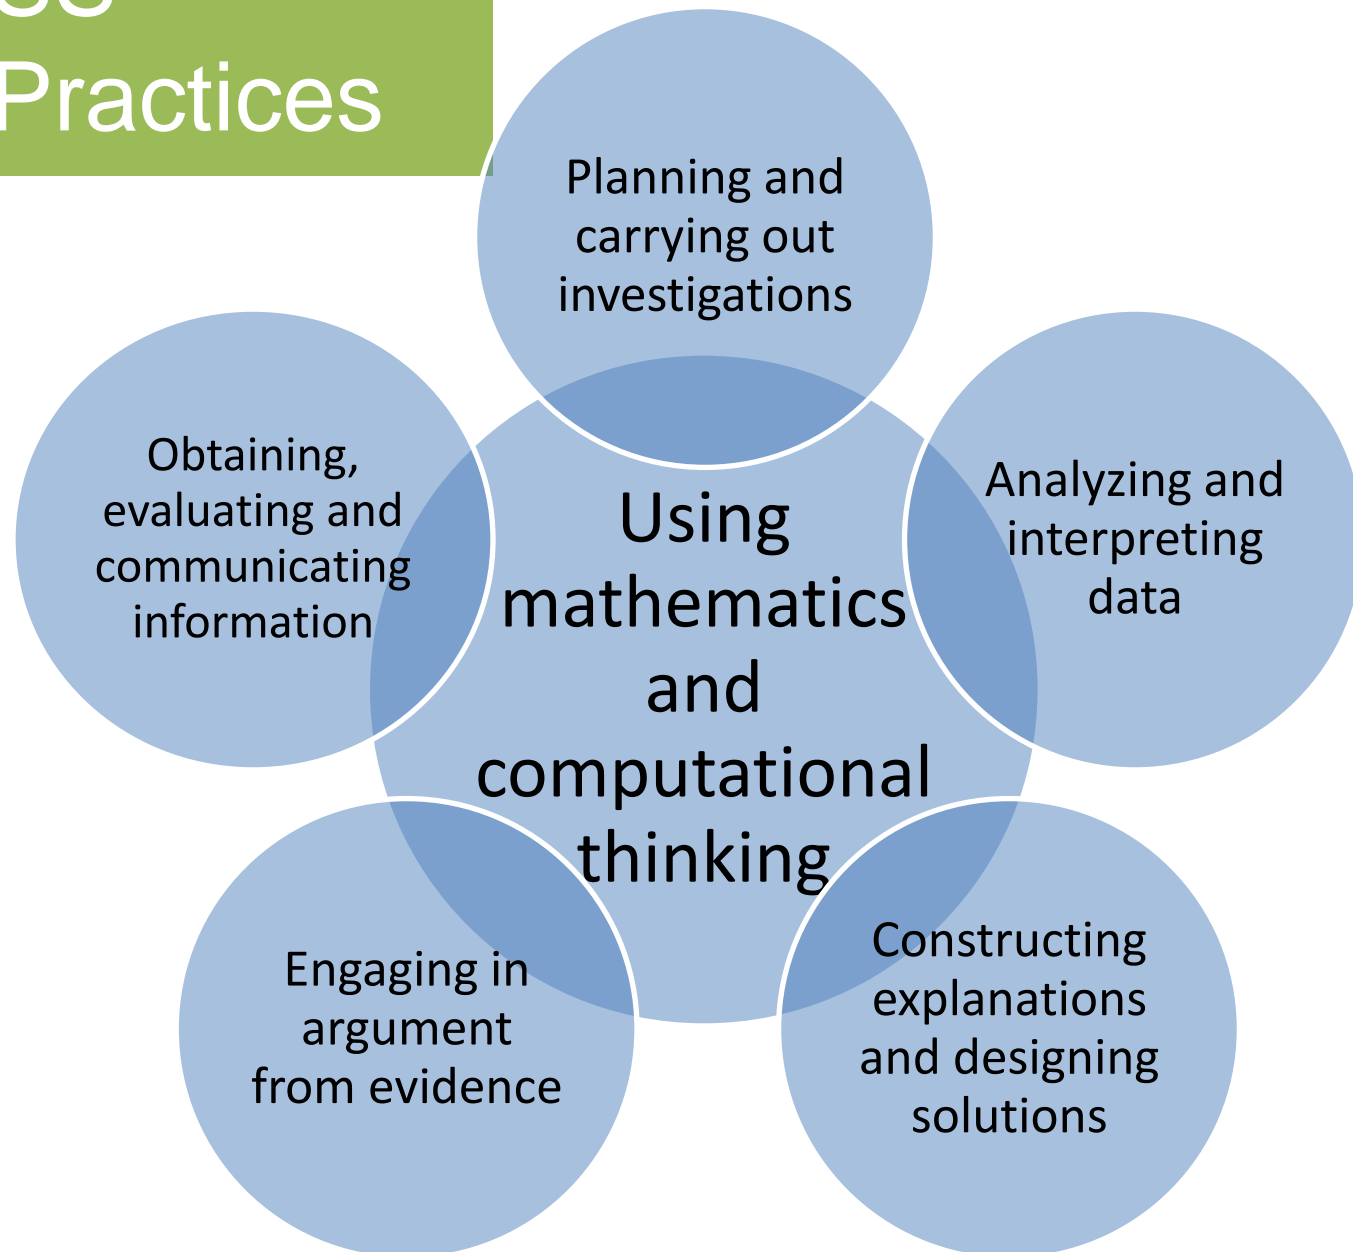 Practices
Planning and
carrying out
investigations
Obtaining,
evaluating and
communicating
information
Analyzing and
interpreting
data
Using
mathematics
and
computational
thinking
Engaging in
argument
from evidence
Constructing
explanations
and designing
solutions